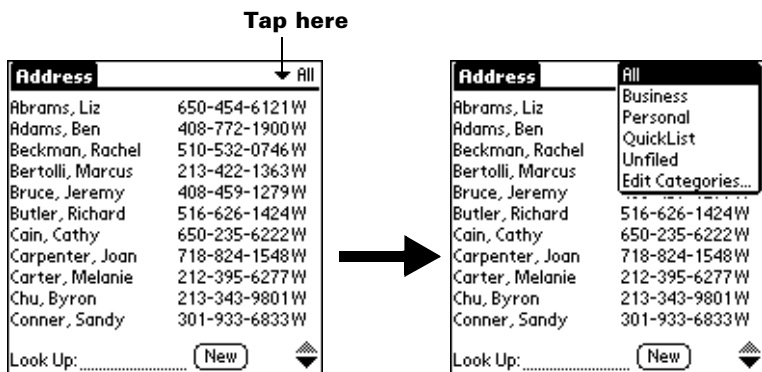 Tap here
Address All
Abrams, Liz 650-454-6121 W
Adams, Ben 408-772-1900 W
Beckman, Rachel 510-532-0746 W
Bertolli, Marcus 213-422-1363 W
Bruce, Jeremy 408-459-1279 W
Butler, Richard 516-626-1424 W
Cain, Cathy 650-235-6222 W
Carpenter, Joan 718-824-1548 W
Carter, Melanie 212-395-6277 W
Chu, Byron 213-343-9801 W
Conner, Sandy 301-933-6833 W
Look Up: New
Address
All
Business
Personal
QuickList
Unfiled
Edit Categories...
Abrams, Liz
Adams, Ben
Beckman, Rachel
Bertolli, Marcus
Bruce, Jeremy
Butler, Richard 516-626-1424 W
Cain, Cathy 650-235-6222 W
Carpenter, Joan 718-824-1548 W
Carter, Melanie 212-395-6277 W
Chu, Byron 213-343-9801 W
Conner, Sandy 301-933-6833 W
Look Up: New